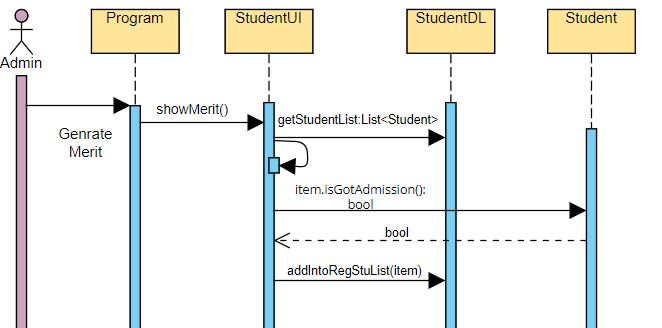 Program
StudentUI
StudentDL
Student
Admin
showMerit()
getStudentList:List<Student>
Genrate
Merit
item.isGotAdmission():
bool
bool
addIntoRegStuList(item)